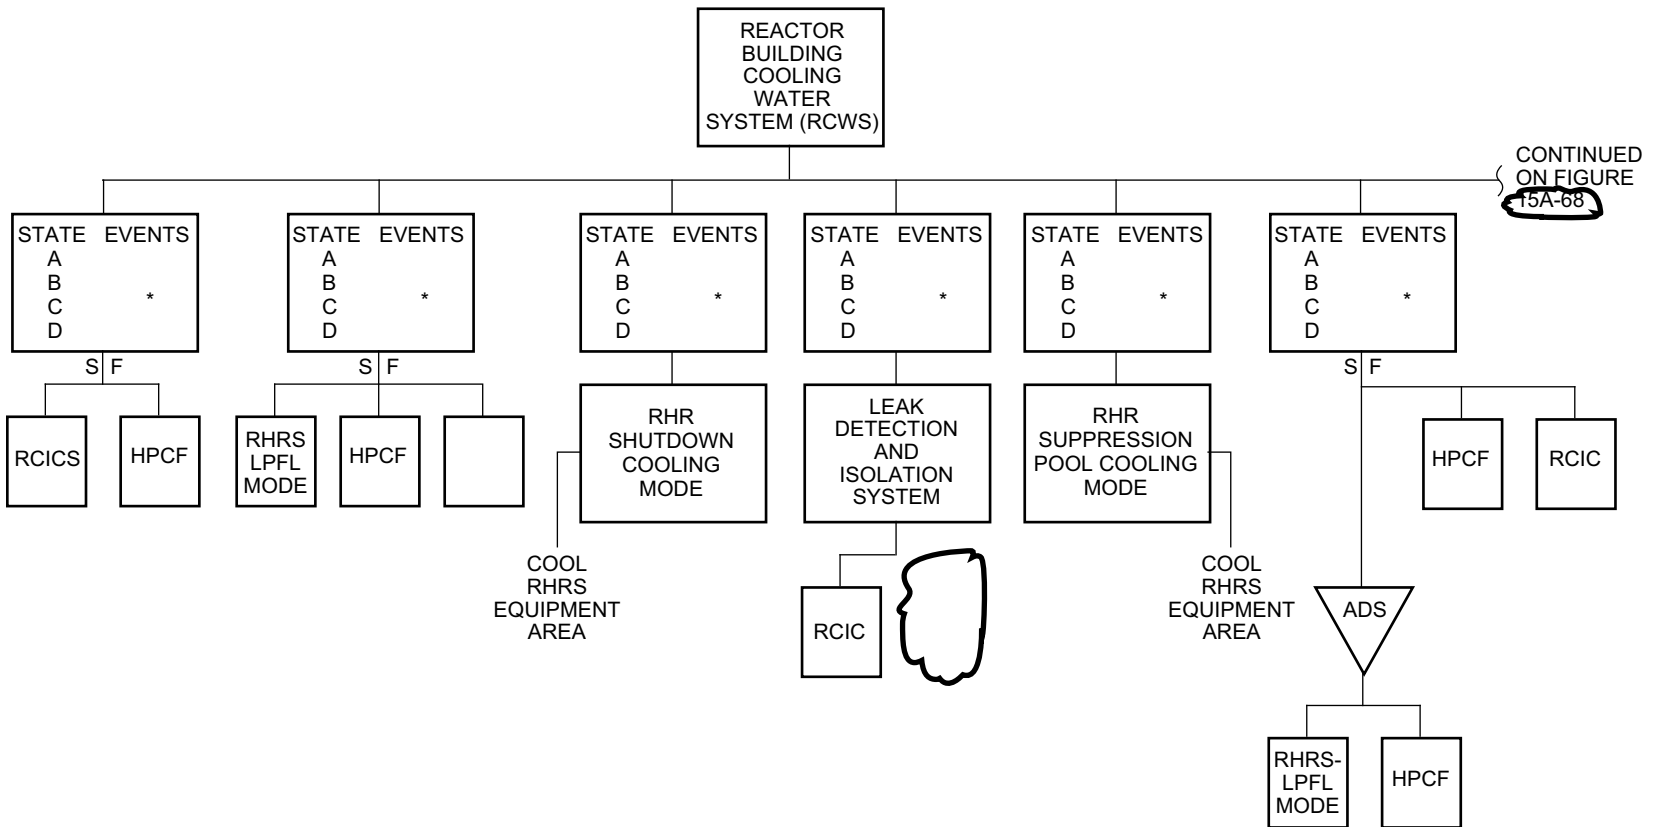 REACTOR
BUILDING
COOLING
WATER
SYSTEM (RCWS)
CONTINUED
ON FIGURE
15A-68
STATE EVENTS
A
B
C
D
*
S F
RCICS
HPCF
STATE EVENTS
A
B
C
D
*
S F
RHRS
LPFL
MODE
HPCF
STATE EVENTS
A
B
C
D
*
RHR
SHUTDOWN
COOLING
MODE
COOL
RHRS
EQUIPMENT
AREA
STATE EVENTS
A
B
C
D
*
LEAK
DETECTION
AND
ISOLATION
SYSTEM
RCIC
STATE EVENTS
A
B
C
D
*
RHR
SUPPRESSION
POOL COOLING
MODE
COOL
RHRS
EQUIPMENT
AREA
STATE EVENTS
A
B
C
D
*
S F
HPCF
RCIC
ADS
RHRS-
LPFL
MODE
HPCF